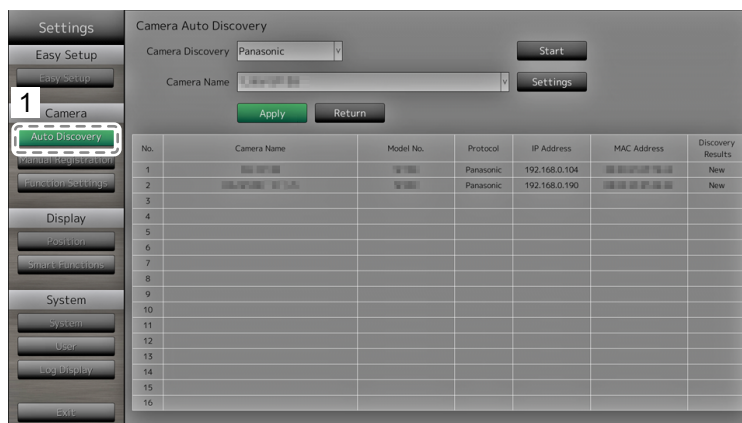 Settings
Easy Setup
Easy Setup
1
Camera
Auto Discovery
Manual Registration
Function Settings
Display
Position
Smart Functions
System
System
User
Log Display
Exit
Camera Auto Discovery
Camera Discovery Panasonic Start
Camera Name Settings
Apply Return
No. Camera Name Model No. Protocol IP Address MAC Address Discovery Results
1 Panasonic 192.168.0.104 New
2 Panasonic 192.168.0.190 New
3
4
5
6
7
8
9
10
11
12
13
14
15
16